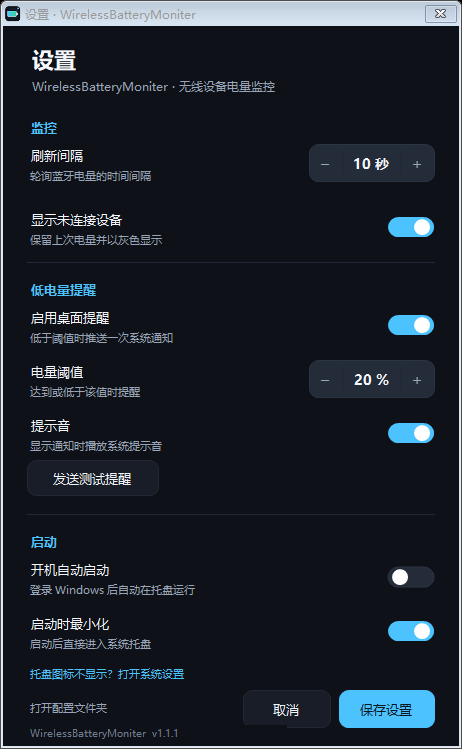 设置 · WirelessBatteryMoniter
设置
WirelessBatteryMoniter · 无线设备电量监控
监控
刷新间隔
轮询蓝牙电量的时间间隔
− 10 秒 +
显示未连接设备
保留上次电量并以灰色显示
低电量提醒
启用桌面提醒
低于阈值时推送一次系统通知
电量阈值
达到或低于该值时提醒
− 20 % +
提示音
显示通知时播放系统提示音
发送测试提醒
启动
开机自动启动
登录 Windows 后自动在托盘运行
启动时最小化
启动后直接进入系统托盘
托盘图标不显示？打开系统设置
打开配置文件夹
取消
保存设置
WirelessBatteryMoniter v1.1.1